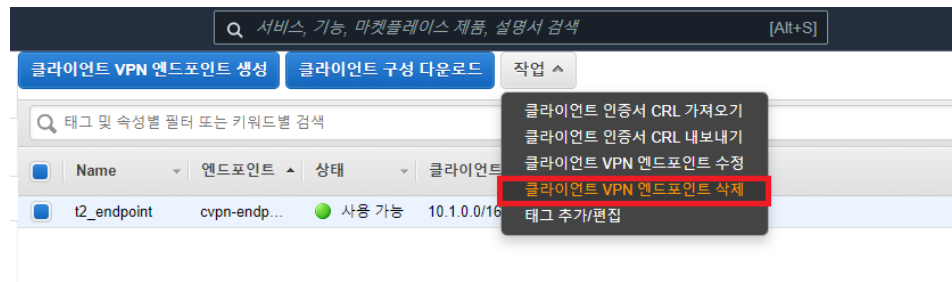 서비스, 기능, 마켓플레이스 제품, 설명서 검색 [Alt+S]
클라이언트 VPN 엔드포인트 생성 클라이언트 구성 다운로드 작업
태그 및 속성별 필터 또는 키워드별 검색
클라이언트 인증서 CRL 가져오기
클라이언트 인증서 CRL 내보내기
클라이언트 VPN 엔드포인트 수정
클라이언트 VPN 엔드포인트 삭제
태그 추가/편집
Name 엔드포인트 상태 클라이언트
t2_endpoint cvpn-endp... 사용 가능 10.1.0.0/16